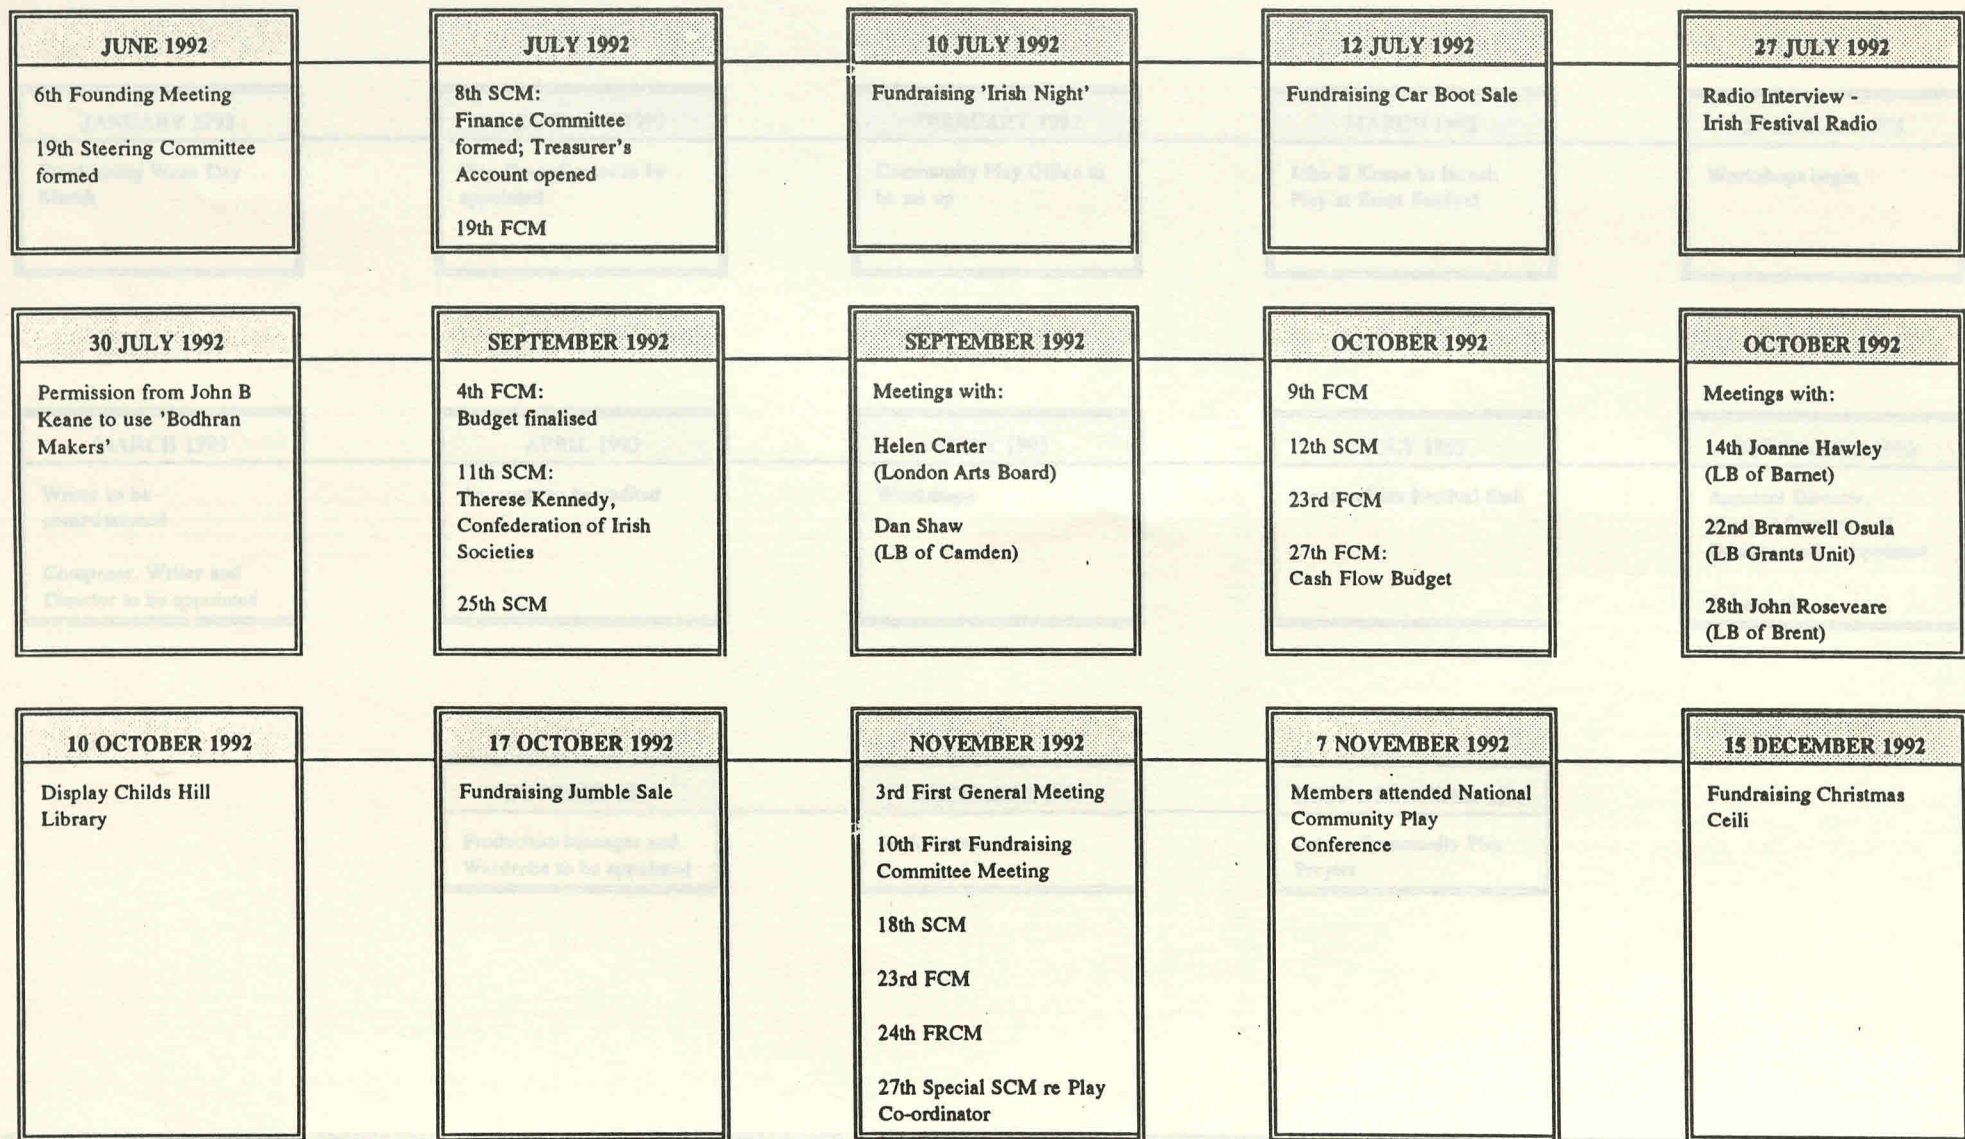 JUNE 1992
6th Founding Meeting
19th Steering Committee
formed
JULY 1992
8th SCM:
Finance Committee
formed; Treasurer's
Account opened
19th FCM
10 JULY 1992
Fundraising 'Irish Night'
12 JULY 1992
Fundraising Car Boot Sale
27 JULY 1992
Radio Interview -
Irish Festival Radio
30 JULY 1992
Permission from John B
Keane to use 'Bodhran
Makers'
SEPTEMBER 1992
4th FCM:
Budget finalised
11th SCM:
Therese Kennedy,
Confederation of Irish
Societies
25th SCM
SEPTEMBER 1992
Meetings with:
Helen Carter
(London Arts Board)
Dan Shaw
(LB of Camden)
OCTOBER 1992
9th FCM
12th SCM
23rd FCM
27th FCM:
Cash Flow Budget
OCTOBER 1992
Meetings with:
14th Joanne Hawley
(LB of Barnet)
22nd Bramwell Osula
(LB Grants Unit)
28th John Roseveare
(LB of Brent)
10 OCTOBER 1992
Display Childs Hill
Library
17 OCTOBER 1992
Fundraising Jumble Sale
NOVEMBER 1992
3rd First General Meeting
10th First Fundraising
Committee Meeting
18th SCM
23rd FCM
24th FRCM
27th Special SCM re Play
Co-ordinator
7 NOVEMBER 1992
Members attended National
Community Play
Conference
15 DECEMBER 1992
Fundraising Christmas
Ceili